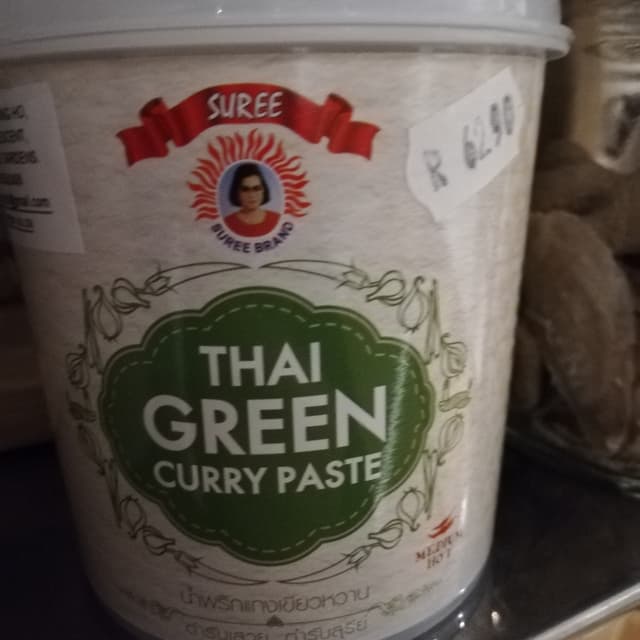 SUREE
R 62.90
SUREE BRAND
THAI
GREEN
CURRY PASTE
MEDIUM
HOT
น้ำพริกแกงเขียวหวาน